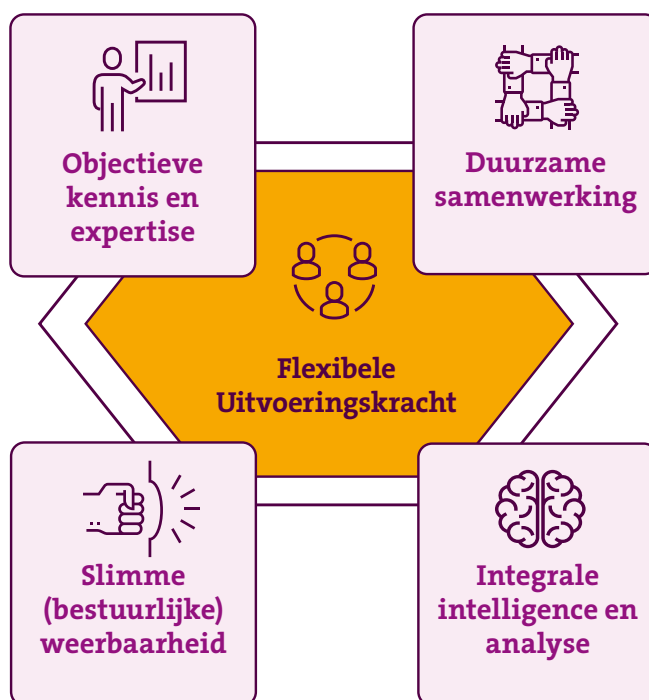 Objectieve
kennis en
expertise
Duurzame
samenwerking
Flexibele
Uitvoeringskracht
Slimme
(bestuurlijke)
weerbaarheid
Integrale
intelligence en
analyse